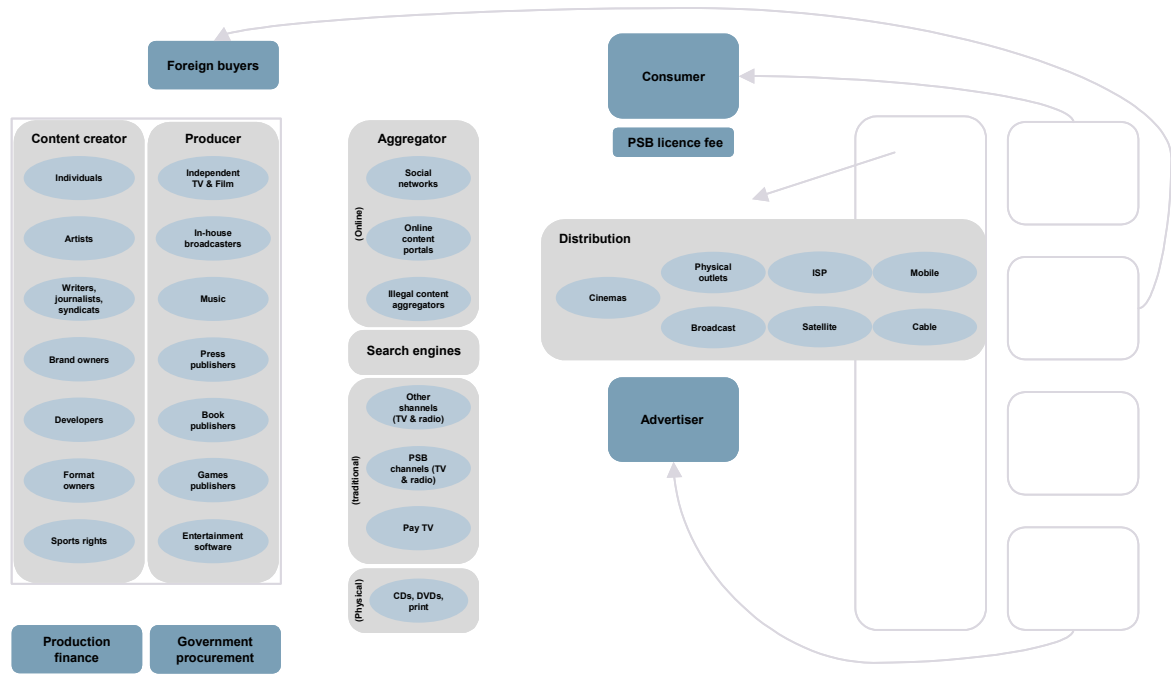 Foreign buyers
Consumer
PSB licence fee
Content creator
Individuals
Artists
Writers,
journalists,
syndicats
Brand owners
Developers
Format
owners
Sports rights
Producer
Independent
TV & Film
In-house
broadcasters
Music
Press
publishers
Book
publishers
Games
publishers
Entertainment
software
Aggregator
(Online)
Social
networks
Online
content
portals
Illegal content
aggregators
Search engines
(traditional)
Other
channels
(TV & radio)
PSB
channels (TV
& radio)
Pay TV
(Physical)
CDs, DVDs,
print
Distribution
Cinemas
Physical
outlets
ISP
Mobile
Broadcast
Satellite
Cable
Advertiser
Production
finance
Government
procurement